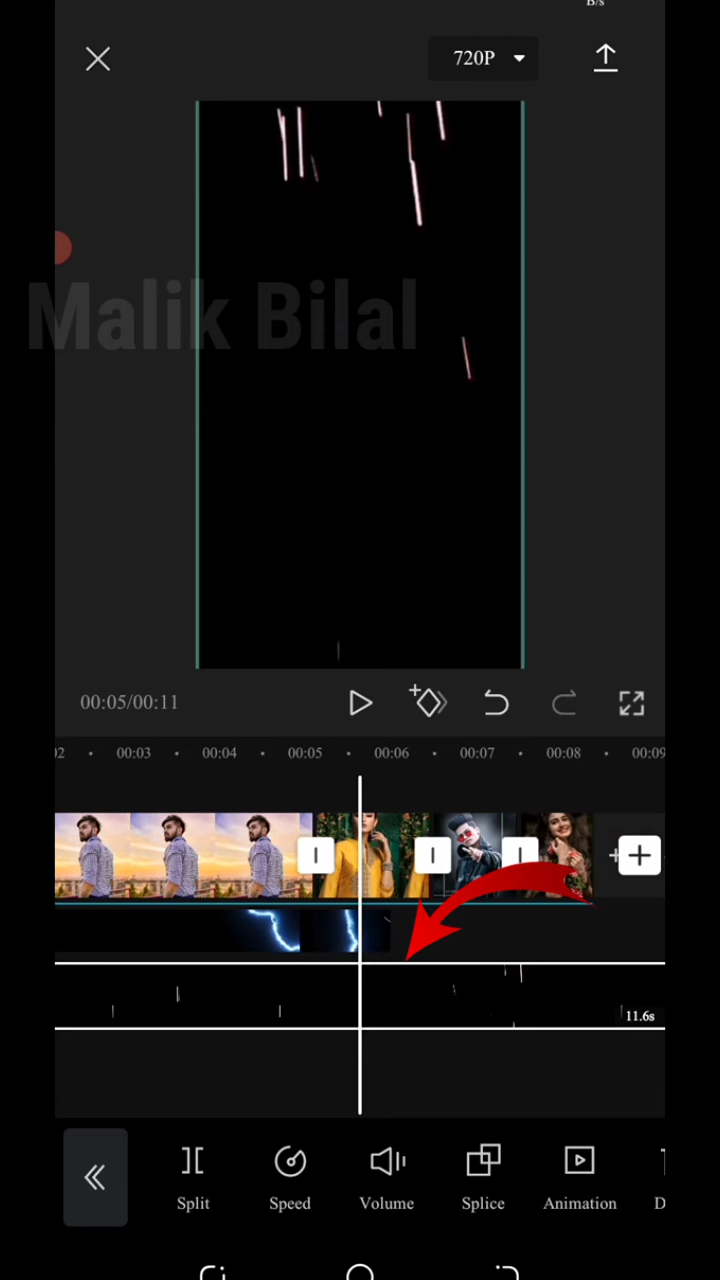 B/s
720P
Malik Bilal
00:05/00:11
02 00:03 00:04 00:05 00:06 00:07 00:08 00:09
11.6s
Split Speed Volume Splice Animation D